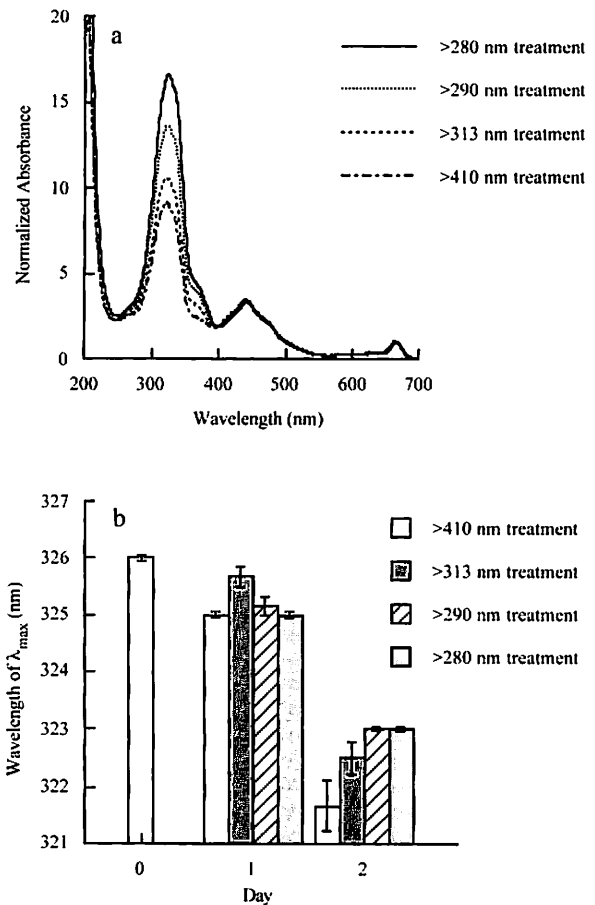 a
20
15
10
5
0
Normalized Absorbance
200 300 400 500 600 700
Wavelength (nm)
>280 nm treatment
>290 nm treatment
>313 nm treatment
>410 nm treatment
b
327
326
325
323
322
321
Wavelength of λmax (nm)
0 1 2
Day
>410 nm treatment
>313 nm treatment
>290 nm treatment
>280 nm treatment